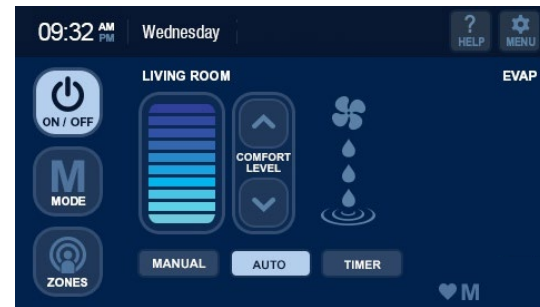 09:32 AM PM Wednesday
? HELP
MENU
LIVING ROOM
EVAP
ON / OFF
COMFORT
LEVEL
M
MODE
ZONES
MANUAL
AUTO
TIMER
M